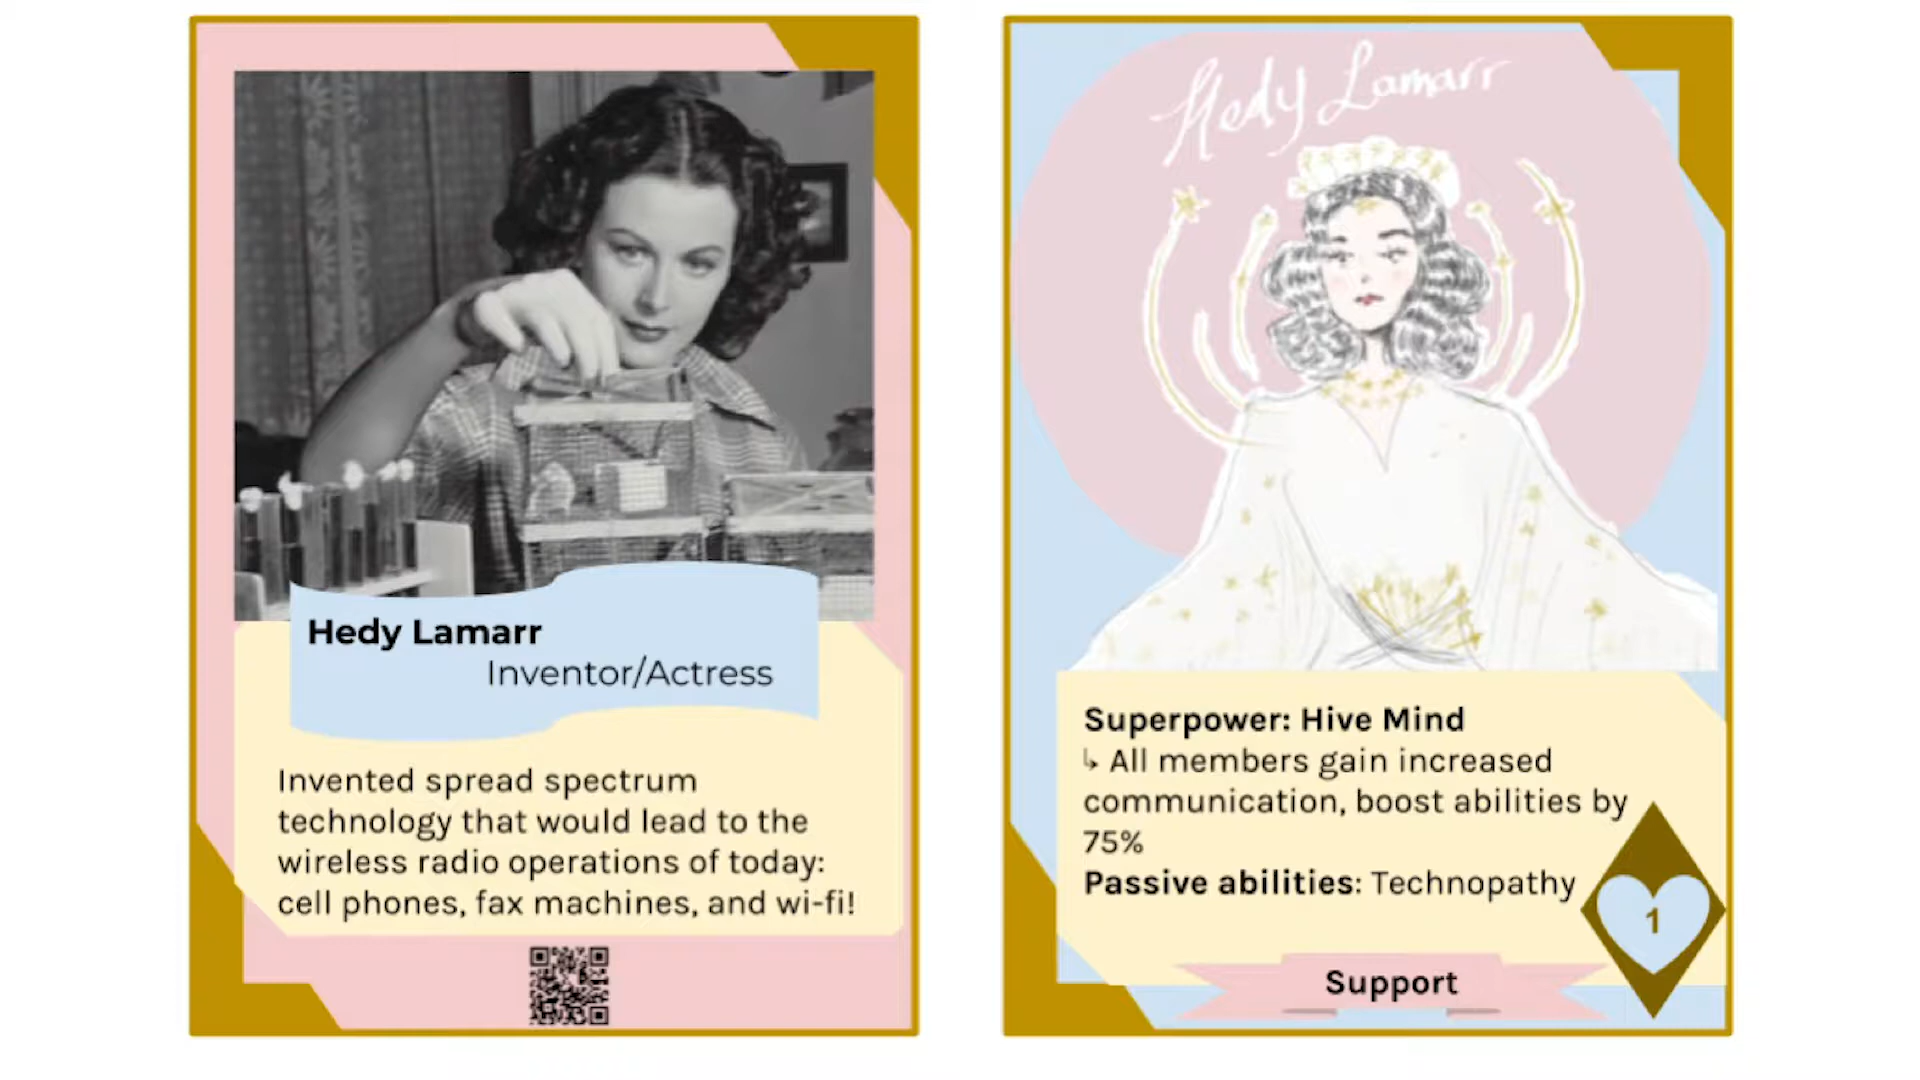 Hedy Lamarr
Inventor/Actress
Invented spread spectrum
technology that would lead to the
wireless radio operations of today:
cell phones, fax machines, and wi-fi!
Hedy Lamarr
Superpower: Hive Mind
↳ All members gain increased
communication, boost abilities by
75%
Passive abilities: Technopathy
1
Support